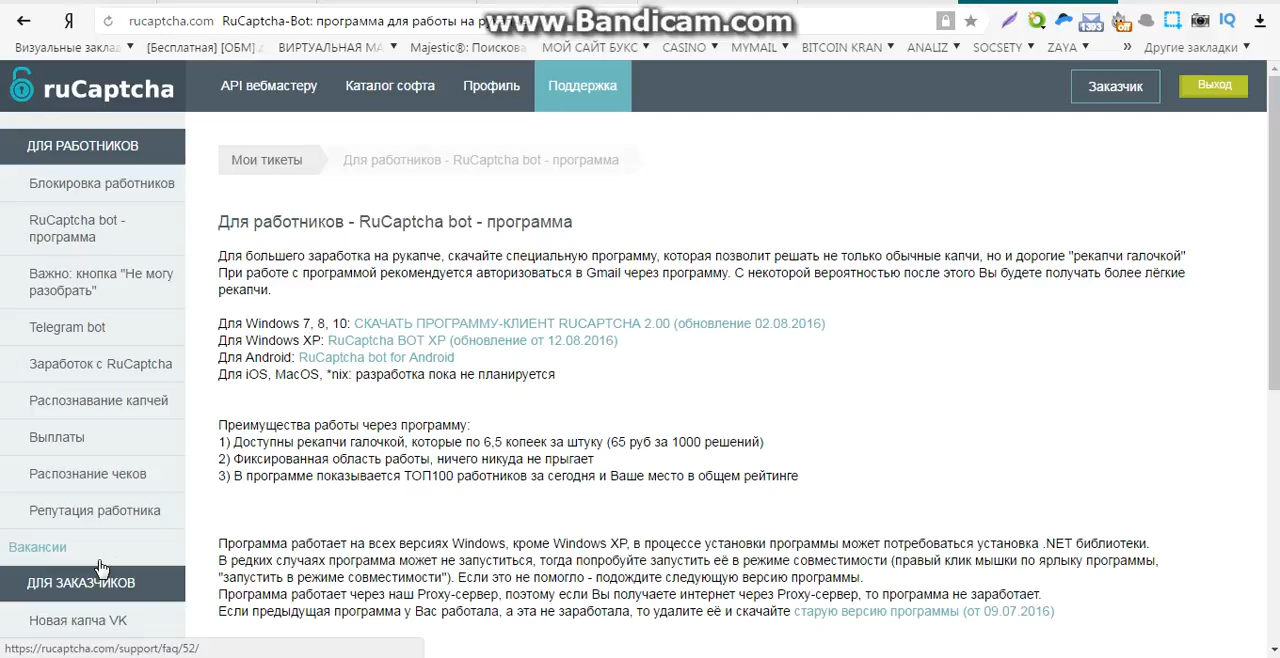 Я rucaptcha.com RuCaptcha-Bot: программа для работы на р
www.Bandicam.com
1393 off IQ
Визуальные заклад [Бесплатная] [ОБМ] ВИРТУАЛЬНАЯ МА Majestic®: Поискова МОЙ САЙТ БУКС CASINO MYMAIL BITCOIN KRAN ANALIZ SOCSETY ZAYA » Другие закладки
ruCaptcha
API вебмастеру Каталог софта Профиль Поддержка Заказчик Выход
ДЛЯ РАБОТНИКОВ
Блокировка работников
RuCaptcha bot -
программа
Важно: кнопка "Не могу
разобрать"
Telegram bot
Заработок с RuCaptcha
Распознавание капчей
Выплаты
Распознание чеков
Репутация работника
Вакансии
ДЛЯ ЗАКАЗЧИКОВ
Новая капча VK
https://rucaptcha.com/support/faq/52/
Мои тикеты Для работников - RuCaptcha bot - программа
Для работников - RuCaptcha bot - программа
Для большего заработка на рукапче, скачайте специальную программу, которая позволит решать не только обычные капчи, но и дорогие "рекапчи галочкой"
При работе с программой рекомендуется авторизоваться в Gmail через программу. С некоторой вероятностью после этого Вы будете получать более лёгкие
рекапчи.
Для Windows 7, 8, 10: СКАЧАТЬ ПРОГРАММУ-КЛИЕНТ RUCAPTCHA 2.00 (обновление 02.08.2016)
Для Windows XP: RuCaptcha BOT XP (обновление от 12.08.2016)
Для Android: RuCaptcha bot for Android
Для iOS, MacOS, *nix: разработка пока не планируется
Преимущества работы через программу:
1) Доступны рекапчи галочкой, которые по 6,5 копеек за штуку (65 руб за 1000 решений)
2) Фиксированная область работы, ничего никуда не прыгает
3) В программе показывается ТОП100 работников за сегодня и Ваше место в общем рейтинге
Программа работает на всех версиях Windows, кроме Windows XP, в процессе установки программы может потребоваться установка .NET библиотеки.
В редких случаях программа может не запуститься, тогда попробуйте запустить её в режиме совместимости (правый клик мышки по ярлыку программы,
"запустить в режиме совместимости"). Если это не помогло - подождите следующую версию программы.
Программа работает через наш Proxy-сервер, поэтому если Вы получаете интернет через Proxy-сервер, то программа не заработает.
Если предыдущая программа у Вас работала, а эта не заработала, то удалите её и скачайте старую версию программы (от 09.07.2016)